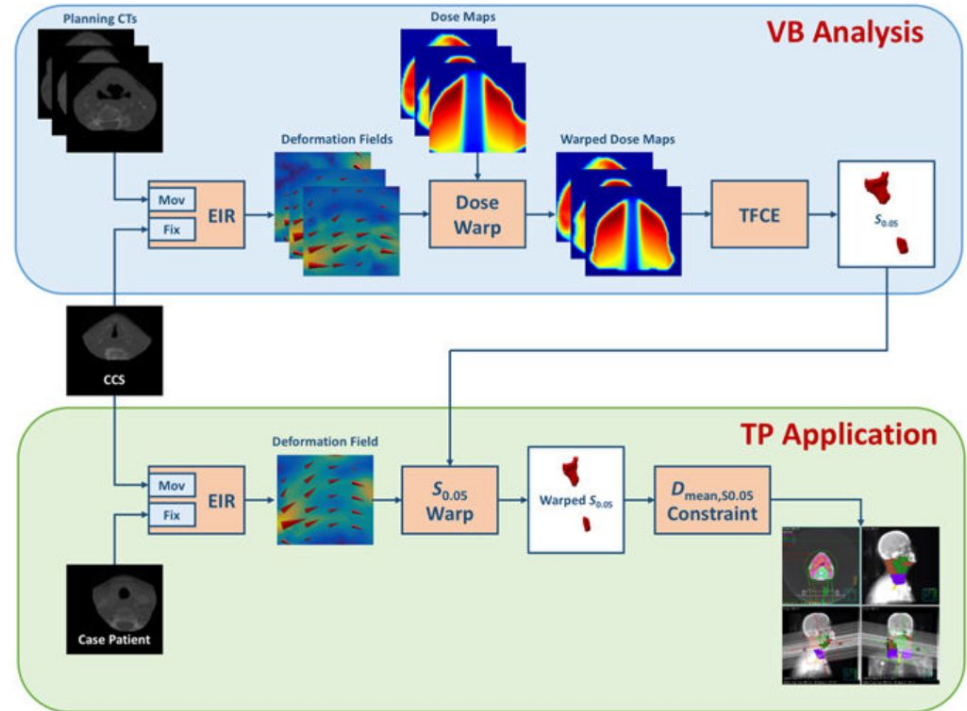 VB Analysis
Planning CTs
Dose Maps
Deformation Fields
Warped Dose Maps
Mov
Fix
EIR
Dose
Warp
TFCE
S0.05
CCS
TP Application
Deformation Field
Mov
Fix
EIR
S0.05
Warp
Warped S0.05
Dmean,S0.05
Constraint
Case Patient